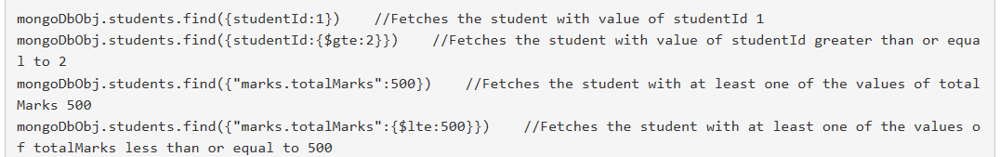 mongoDbObj.students.find({studentId:1})    //Fetches the student with value of studentId 1
mongoDbObj.students.find({studentId:{$gte:2}})    //Fetches the student with value of studentId greater than or equa
l to 2
mongoDbObj.students.find({"marks.totalMarks":500})    //Fetches the student with at least one of the values of total
Marks 500
mongoDbObj.students.find({"marks.totalMarks":{$lte:500}})    //Fetches the student with at least one of the values o
f totalMarks less than or equal to 500